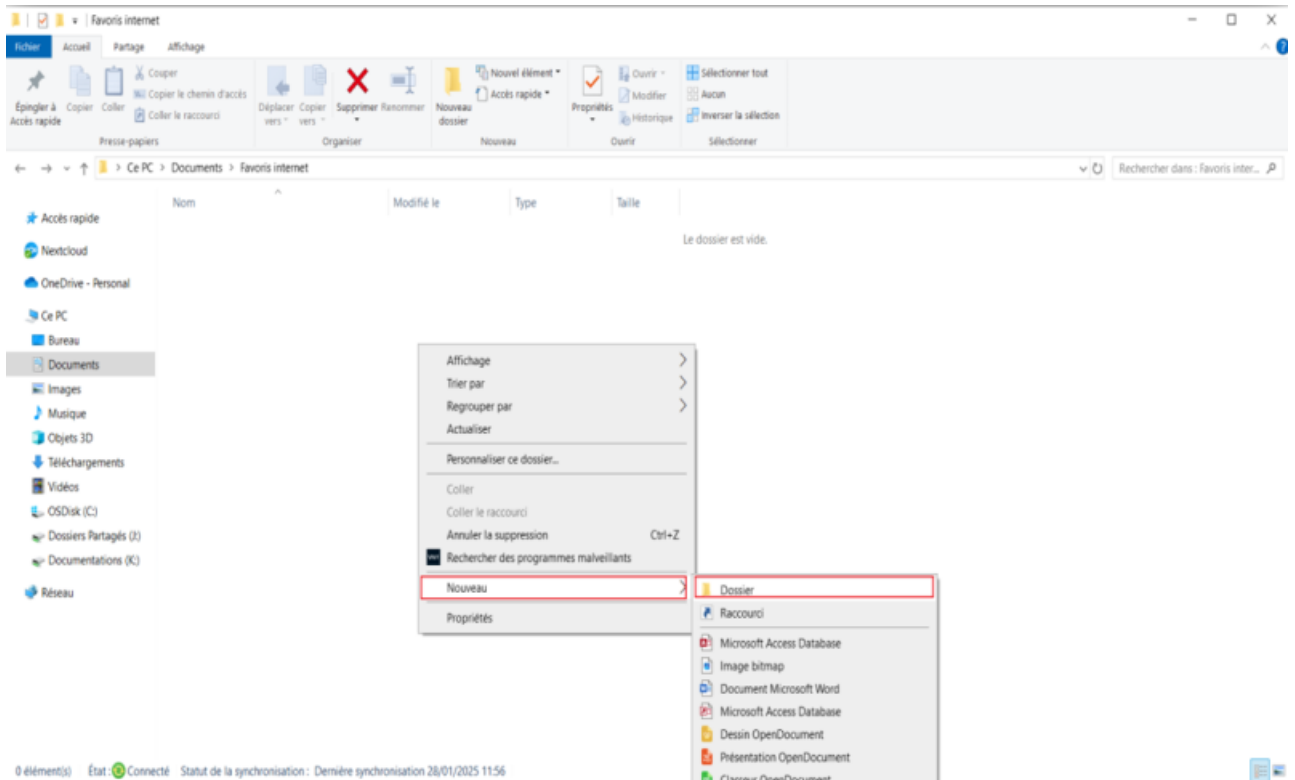 Favoris internet
Fichier Accueil Partage Affichage
Épingler à Accès rapide
Copier
Coller
Couper
Copier le chemin d'accès
Coller le raccourci
Presse-papiers
Déplacer vers
Copier vers
Supprimer
Renommer
Organiser
Nouveau dossier
Nouvel élément
Accès rapide
Nouveau
Propriétés
Ouvrir
Modifier
Historique
Ouvrir
Sélectionner tout
Aucun
Inverser la sélection
Sélectionner
> Ce PC > Documents > Favoris internet
Rechercher dans : Favoris inter...
Nom Modifié le Type Taille
Le dossier est vide.
Accès rapide
Nextcloud
OneDrive - Personal
Ce PC
Bureau
Documents
Images
Musique
Objets 3D
Téléchargements
Vidéos
OSDisk (C:)
Dossiers Partagés (I:)
Documentations (K:)
Réseau
Affichage
Trier par
Regrouper par
Actualiser
Personnaliser ce dossier...
Coller
Coller le raccourci
Annuler la suppression Ctrl+Z
Rechercher des programmes malveillants
Nouveau
Propriétés
Dossier
Raccourci
Microsoft Access Database
Image bitmap
Document Microsoft Word
Microsoft Access Database
Dessin OpenDocument
Présentation OpenDocument
Classeur OpenDocument
0 élément(s) État : Connecté Statut de la synchronisation : Dernière synchronisation 28/01/2025 11:56